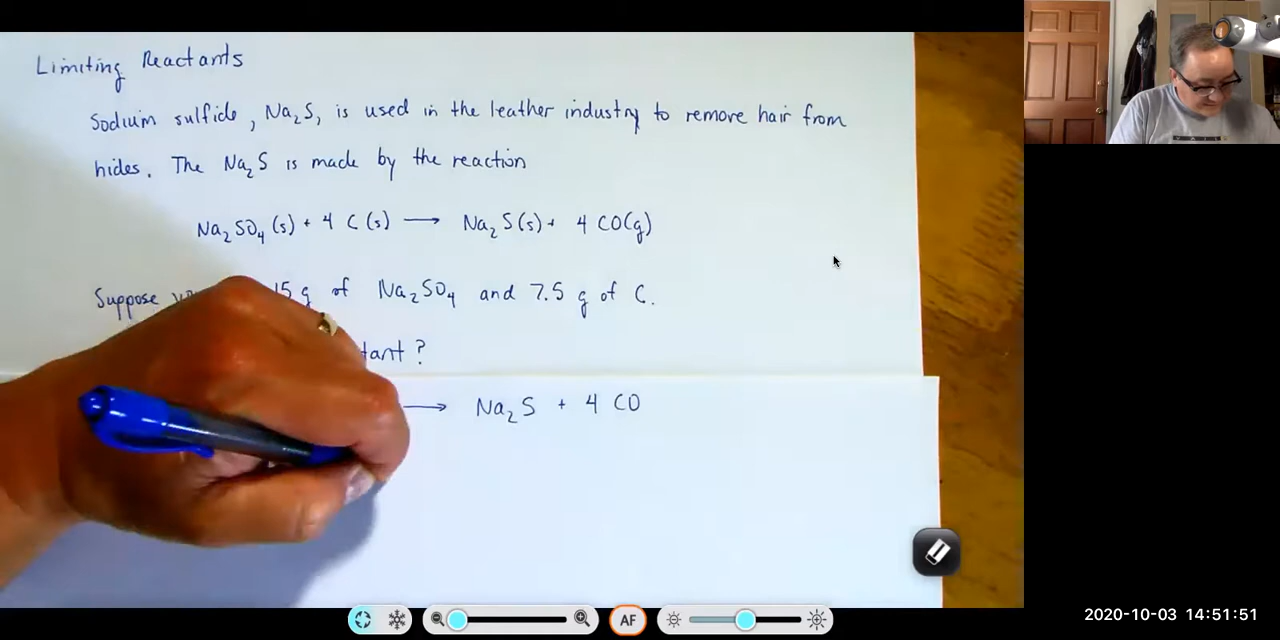 Limiting Reactants
Sodium sulfide, Na₂S, is used in the leather industry to remove hair from
hides. The Na₂S is made by the reaction
Na₂SO₄(s) + 4 C(s) → Na₂S(s) + 4 CO(g)
Suppose 15 g of Na₂SO₄ and 7.5 g of C.
?
→ Na₂S + 4 CO
AF
2020-10-03 14:51:51